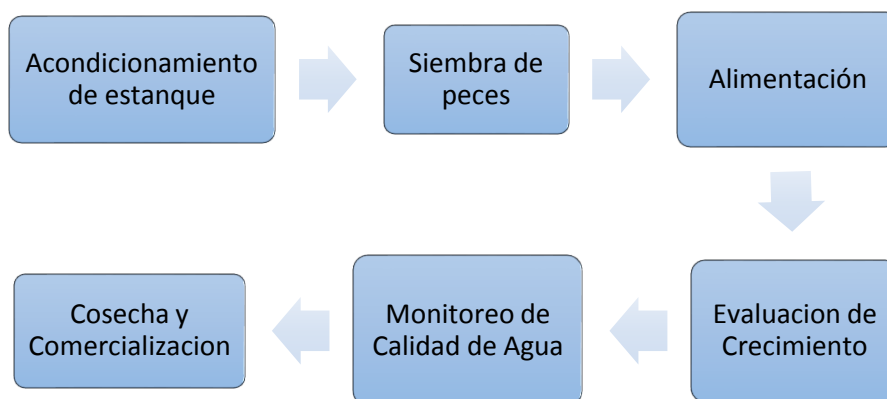 Acondicionamiento
de estanque
Siembra de
peces
Alimentación
Evaluacion de
Crecimiento
Monitoreo de
Calidad de Agua
Cosecha y
Comercializacion